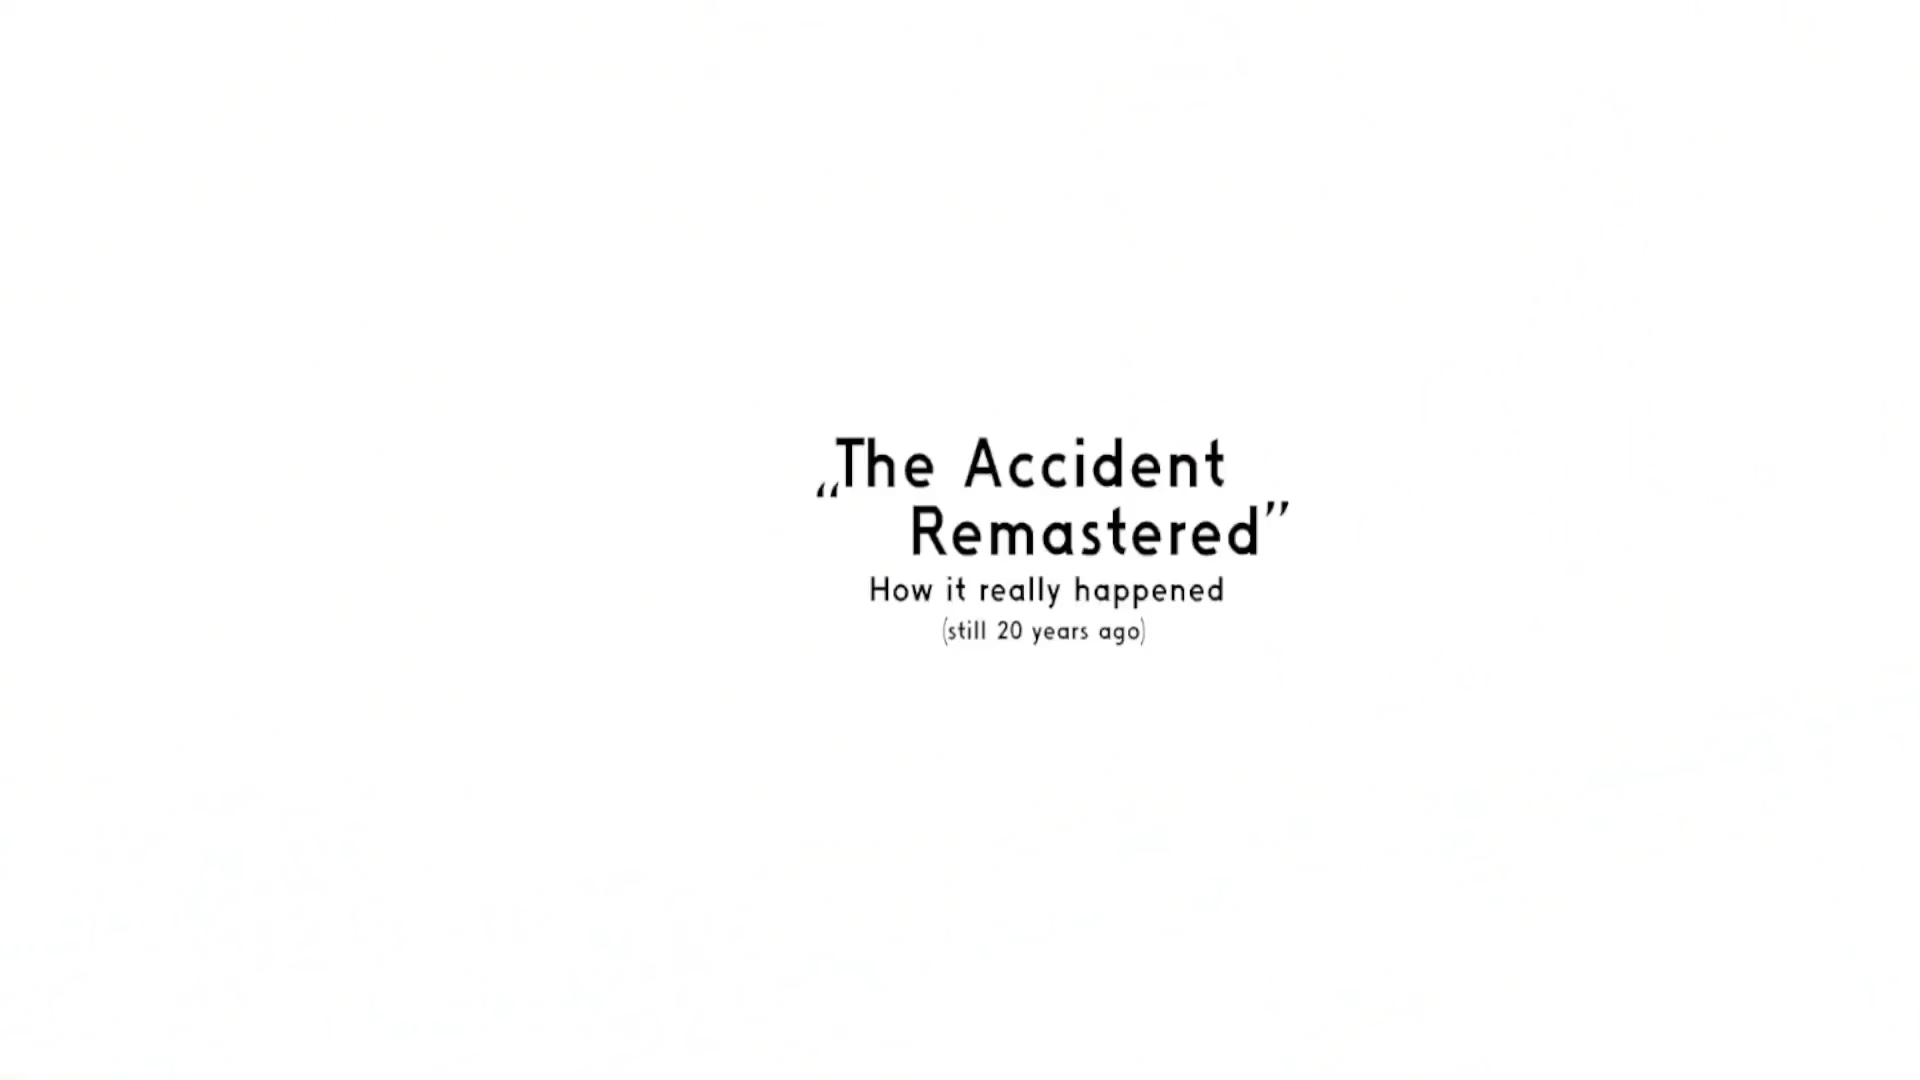 „The Accident
Remastered”
How it really happened
(still 20 years ago)